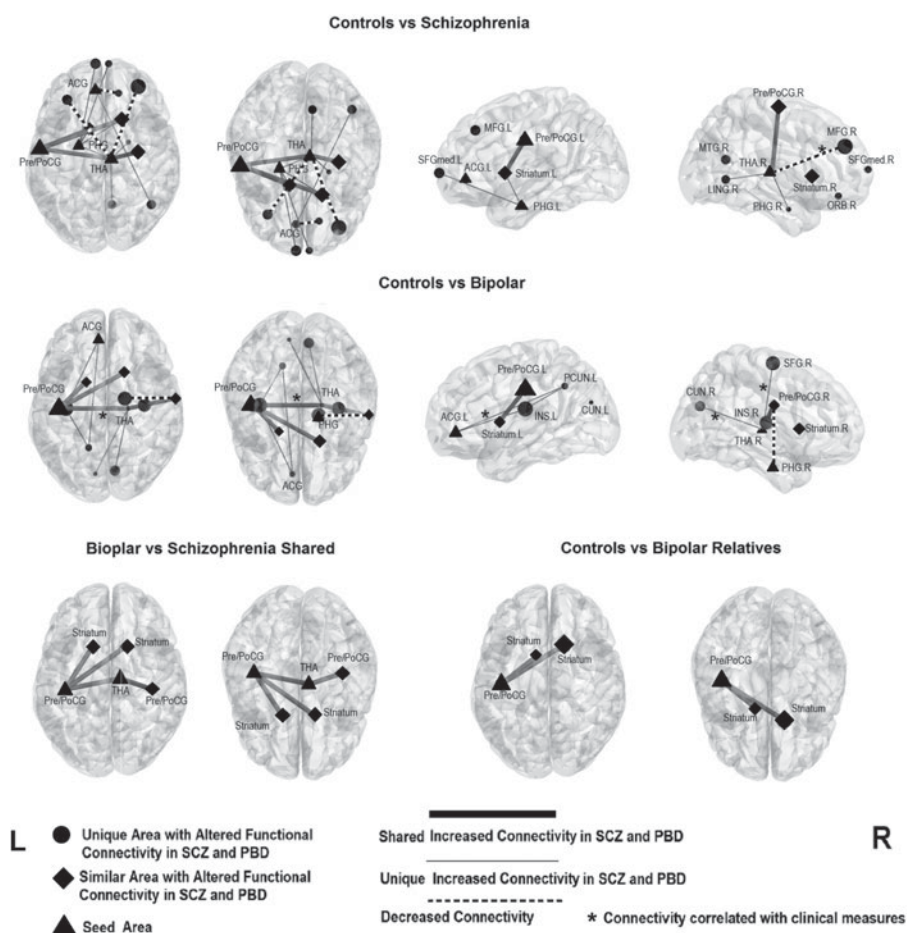 Controls vs Schizophrenia
ACG
Pre/PoCG
PHG
THA
THA
Pre/PoCG
PHG
ACG
MFG.L
Pre/PoCG.L
SFGmed.L
ACG.L
Striatum.L
PHG.L
Pre/PoCG.R
MTG.R
MFG.R
THA.R
SFGmed.R
LING.R
Striatum.R
PHG.R
ORB.R
Controls vs Bipolar
ACG
Pre/PoCG
THA
*
Pre/PoCG
THA
*
PHG
ACG
Pre/PoCG.L
PCUN.L
ACG.L
*
INS.L
CUN.L
Striatum.L
SFG.R
*
CUN.R
Pre/PoCG.R
INS.R
*
THA.R
Striatum.R
PHG.R
Bioplar vs Schizophrenia Shared
Controls vs Bipolar Relatives
Striatum
Striatum
Pre/PoCG
THA
Pre/PoCG
Pre/PoCG
THA
Pre/PoCG
Striatum
Striatum
Striatum
Striatum
Pre/PoCG
Pre/PoCG
Striatum
Striatum
L
R
Unique Area with Altered Functional
Connectivity in SCZ and PBD
Similar Area with Altered Functional
Connectivity in SCZ and PBD
Seed Area
Shared Increased Connectivity in SCZ and PBD
Unique Increased Connectivity in SCZ and PBD
Decreased Connectivity
* Connectivity correlated with clinical measures